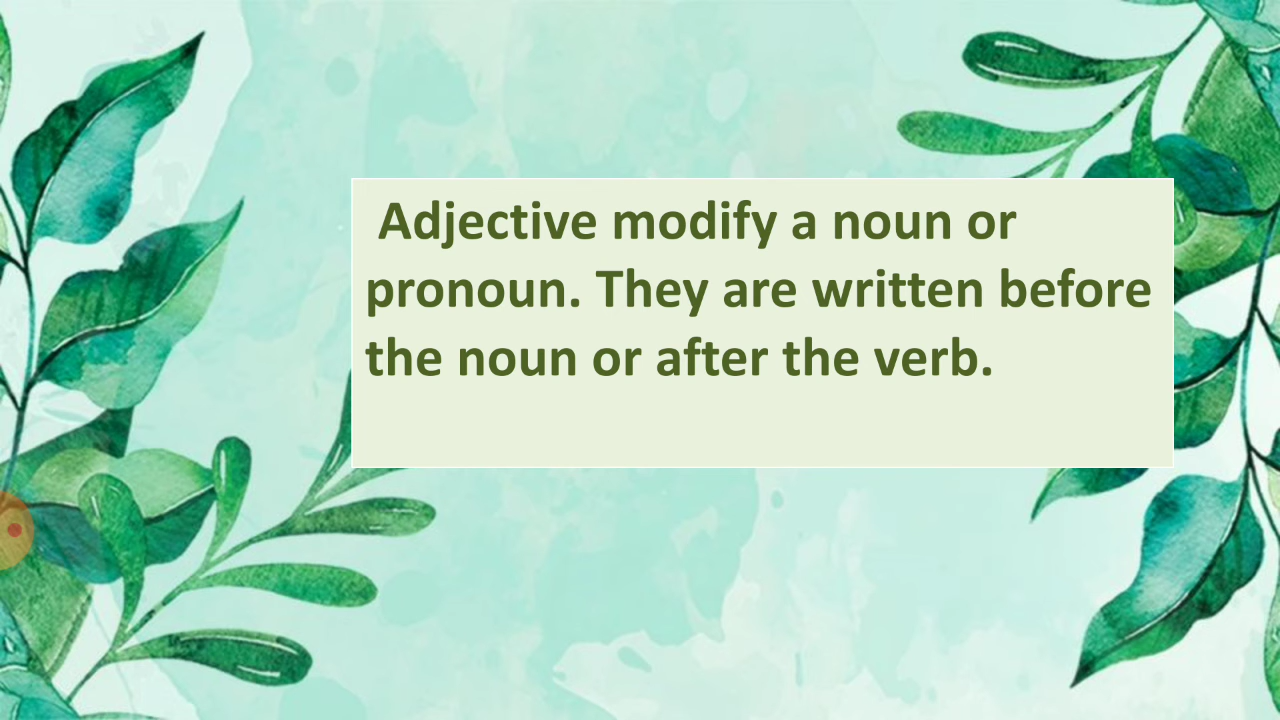 Adjective modify a noun or
pronoun. They are written before
the noun or after the verb.